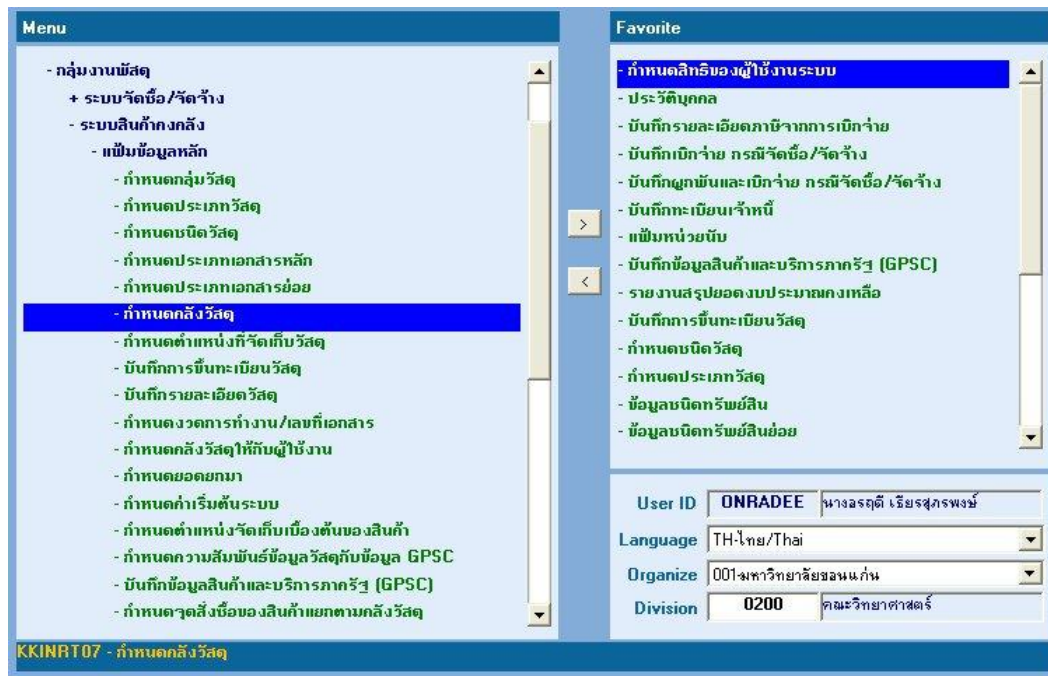 Menu
- กลุ่มงานพัสดุ
+ ระบบจัดซื้อ/จัดจ้าง
- ระบบสินค้าคงคลัง
- แฟ้มข้อมูลหลัก
- กำหนดกลุ่มวัสดุ
- กำหนดประเภทวัสดุ
- กำหนดชนิดวัสดุ
- กำหนดประเภทเอกสารหลัก
- กำหนดประเภทเอกสารย่อย
- กำหนดคลังวัสดุ
- กำหนดตำแหน่งที่จัดเก็บวัสดุ
- บันทึกการขึ้นทะเบียนวัสดุ
- บันทึกรายละเอียดวัสดุ
- กำหนดงวดการทำงาน/เลขที่เอกสาร
- กำหนดคลังวัสดุให้กับผู้ใช้งาน
- กำหนดยอดยกมา
- กำหนดค่าเริ่มต้นระบบ
- กำหนดตำแหน่งจัดเก็บเบื้องต้นของสินค้า
- กำหนดความสัมพันธ์ข้อมูลวัสดุกับข้อมูล GPSC
- บันทึกข้อมูลสินค้าและบริการภาครัฐ (GPSC)
- กำหนดจุดสั่งซื้อของสินค้าแยกตามคลังวัสดุ
>
<
Favorite
- กำหนดสิทธิของผู้ใช้งานระบบ
- ประวัติบุคคล
- บันทึกรายละเอียดภาษีจากการเบิกจ่าย
- บันทึกเบิกจ่าย กรณีจัดซื้อ/จัดจ้าง
- บันทึกผูกพันและเบิกจ่าย กรณีจัดซื้อ/จัดจ้าง
- บันทึกทะเบียนเจ้าหนี้
- แฟ้มหน่วยนับ
- บันทึกข้อมูลสินค้าและบริการภาครัฐ (GPSC)
- รายงานสรุปยอดงบประมาณคงเหลือ
- บันทึกการขึ้นทะเบียนวัสดุ
- กำหนดชนิดวัสดุ
- กำหนดประเภทวัสดุ
- ข้อมูลชนิดทรัพย์สิน
- ข้อมูลชนิดทรัพย์สินย่อย
User ID ONRADEE นางอรฤดี เธียรสุภรพงษ์
Language TH-ไทย/Thai
Organize 001-มหาวิทยาลัยขอนแก่น
Division 0200 คณะวิทยาศาสตร์
KKINRT07 - กำหนดคลังวัสดุ